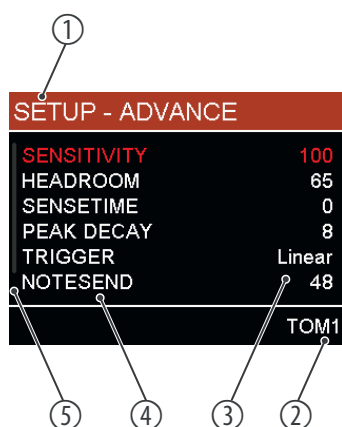 ①
SETUP - ADVANCE
SENSITIVITY 100
HEADROOM 65
SENSETIME 0
PEAK DECAY 8
TRIGGER Linear
NOTESEND 48
TOM1
⑤ ④ ③ ②